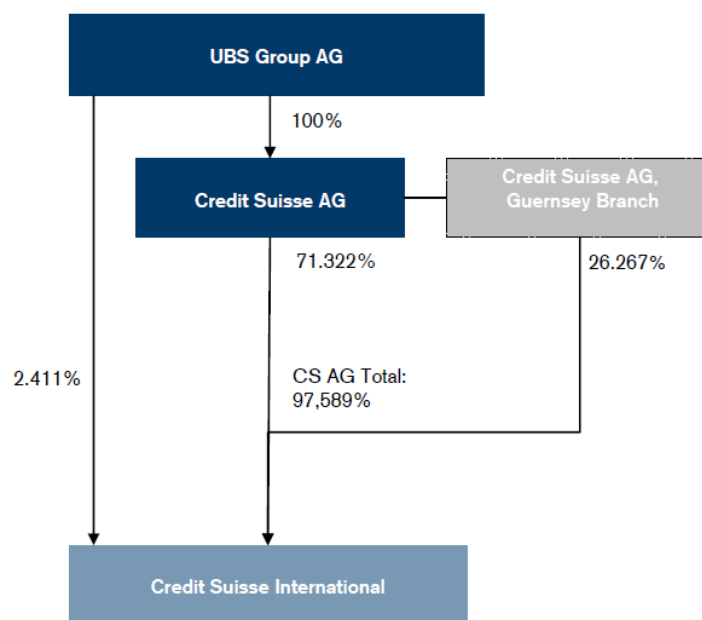 UBS Group AG
100%
Credit Suisse AG
Credit Suisse AG,
Guernsey Branch
71.322%
26.267%
2.411%
CS AG Total:
97,589%
Credit Suisse International